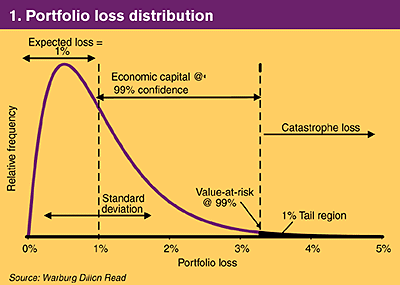 1. Portfolio loss distribution
Expected loss =
1%
Economic capital @
99% confidence
Catastrophe loss
Relative frequency
Standard
deviation
Value-at-risk
@ 99%
1% Tail region
0% 1% 2% 3% 4% 5%
Portfolio loss
Source: Warburg Dillon Read